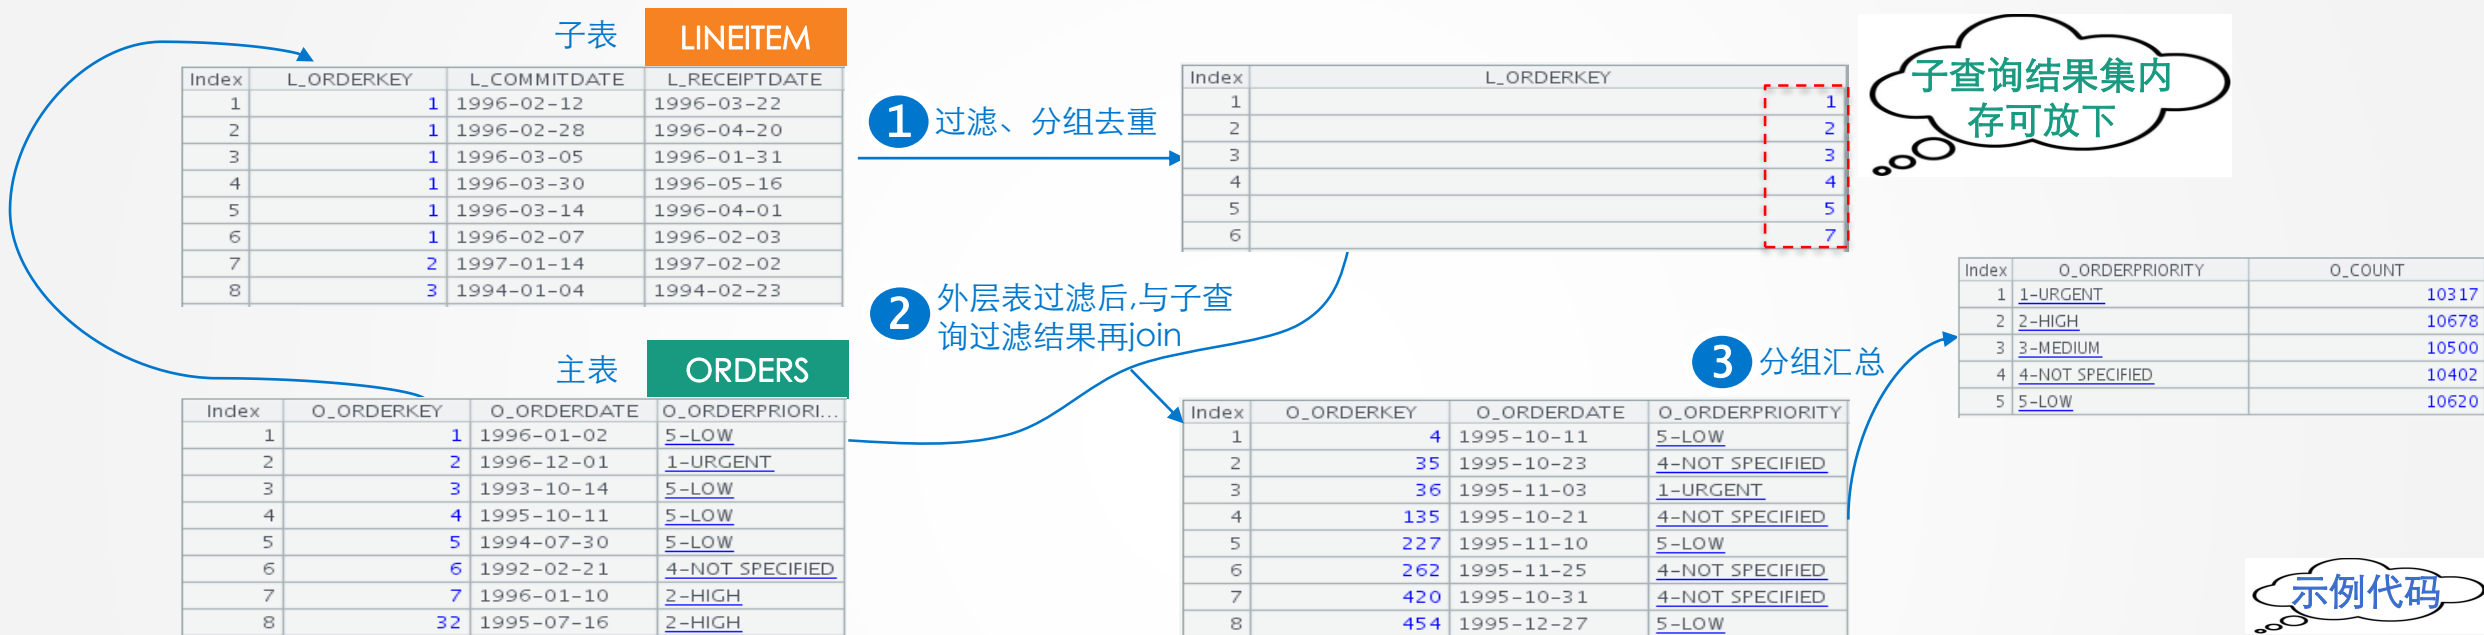 子表 LINEITEM
Index L_ORDERKEY L_COMMITDATE L_RECEIPTDATE
1 1 1996-02-12 1996-03-22
2 1 1996-02-28 1996-04-20
3 1 1996-03-05 1996-01-31
4 1 1996-03-30 1996-05-16
5 1 1996-03-14 1996-04-01
6 1 1996-02-07 1996-02-03
7 2 1997-01-14 1997-02-02
8 3 1994-01-04 1994-02-23
1 过滤、分组去重
Index L_ORDERKEY
1 1
2 2
3 3
4 4
5 5
6 7
子查询结果集内
存可放下
2 外层表过滤后,与子查
询过滤结果再join
主表 ORDERS
Index O_ORDERKEY O_ORDERDATE O_ORDERPRIORI...
1 1 1996-01-02 5-LOW
2 2 1996-12-01 1-URGENT
3 3 1993-10-14 5-LOW
4 4 1995-10-11 5-LOW
5 5 1994-07-30 5-LOW
6 6 1992-02-21 4-NOT SPECIFIED
7 7 1996-01-10 2-HIGH
8 32 1995-07-16 2-HIGH
Index O_ORDERKEY O_ORDERDATE O_ORDERPRIORITY
1 4 1995-10-11 5-LOW
2 35 1995-10-23 4-NOT SPECIFIED
3 36 1995-11-03 1-URGENT
4 135 1995-10-21 4-NOT SPECIFIED
5 227 1995-11-10 5-LOW
6 262 1995-11-25 4-NOT SPECIFIED
7 420 1995-10-31 4-NOT SPECIFIED
8 454 1995-12-27 5-LOW
3 分组汇总
Index O_ORDERPRIORITY O_COUNT
1 1-URGENT 10317
2 2-HIGH 10678
3 3-MEDIUM 10500
4 4-NOT SPECIFIED 10402
5 5-LOW 10620
示例代码